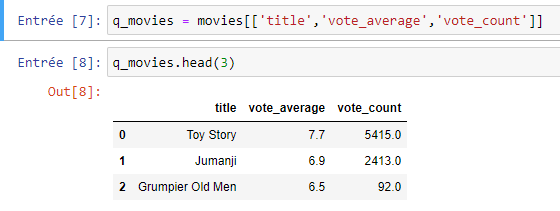 Entrée [7]: q_movies = movies[['title','vote_average','vote_count']]
Entrée [8]: q_movies.head(3)
Out[8]:
title vote_average vote_count
0 Toy Story 7.7 5415.0
1 Jumanji 6.9 2413.0
2 Grumpier Old Men 6.5 92.0